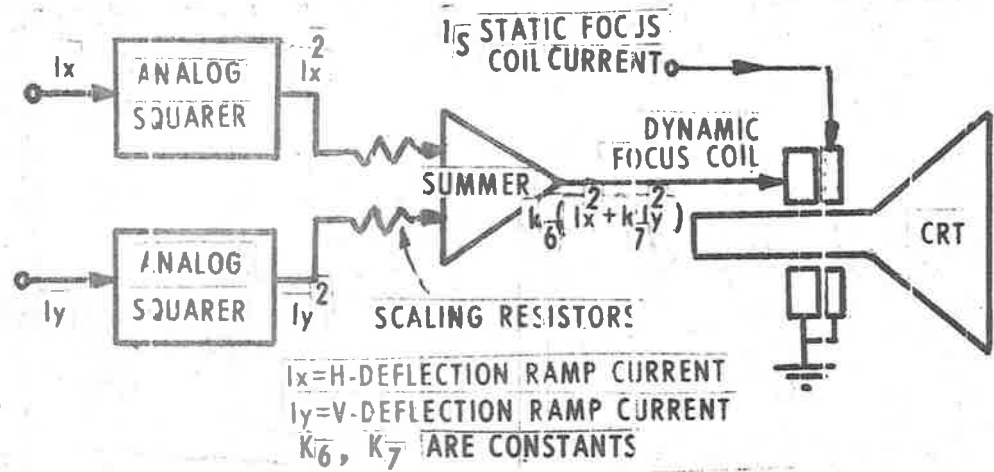 Is STATIC FOCUS
COIL CURRENT
Ix
ANALOG
SQUARER
Ix²
DYNAMIC
FOCUS COIL
SUMMER
k6(Ix²+k7Iy²)
CRT
Iy
ANALOG
SQUARER
Iy²
SCALING RESISTORS
Ix=H-DEFLECTION RAMP CURRENT
Iy=V-DEFLECTION RAMP CURRENT
K6, K7 ARE CONSTANTS